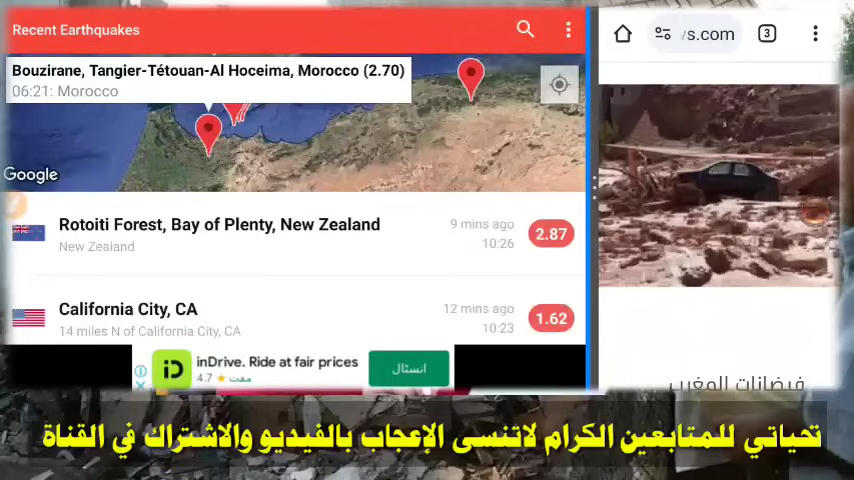 Recent Earthquakes
Bouzirane, Tangier-Tétouan-Al Hoceima, Morocco (2.70)
06:21: Morocco
Google
Rotoiti Forest, Bay of Plenty, New Zealand
New Zealand
9 mins ago
10:26
2.87
California City, CA
14 miles N of California City, CA
12 mins ago
10:23
1.62
inDrive. Ride at fair prices
4.7 ★ مفت
انسٹال
s.com
3
فيضانات المغرب
تحياتي للمتابعين الكرام لاتنسى الإعجاب بالفيديو والاشتراك في القناة